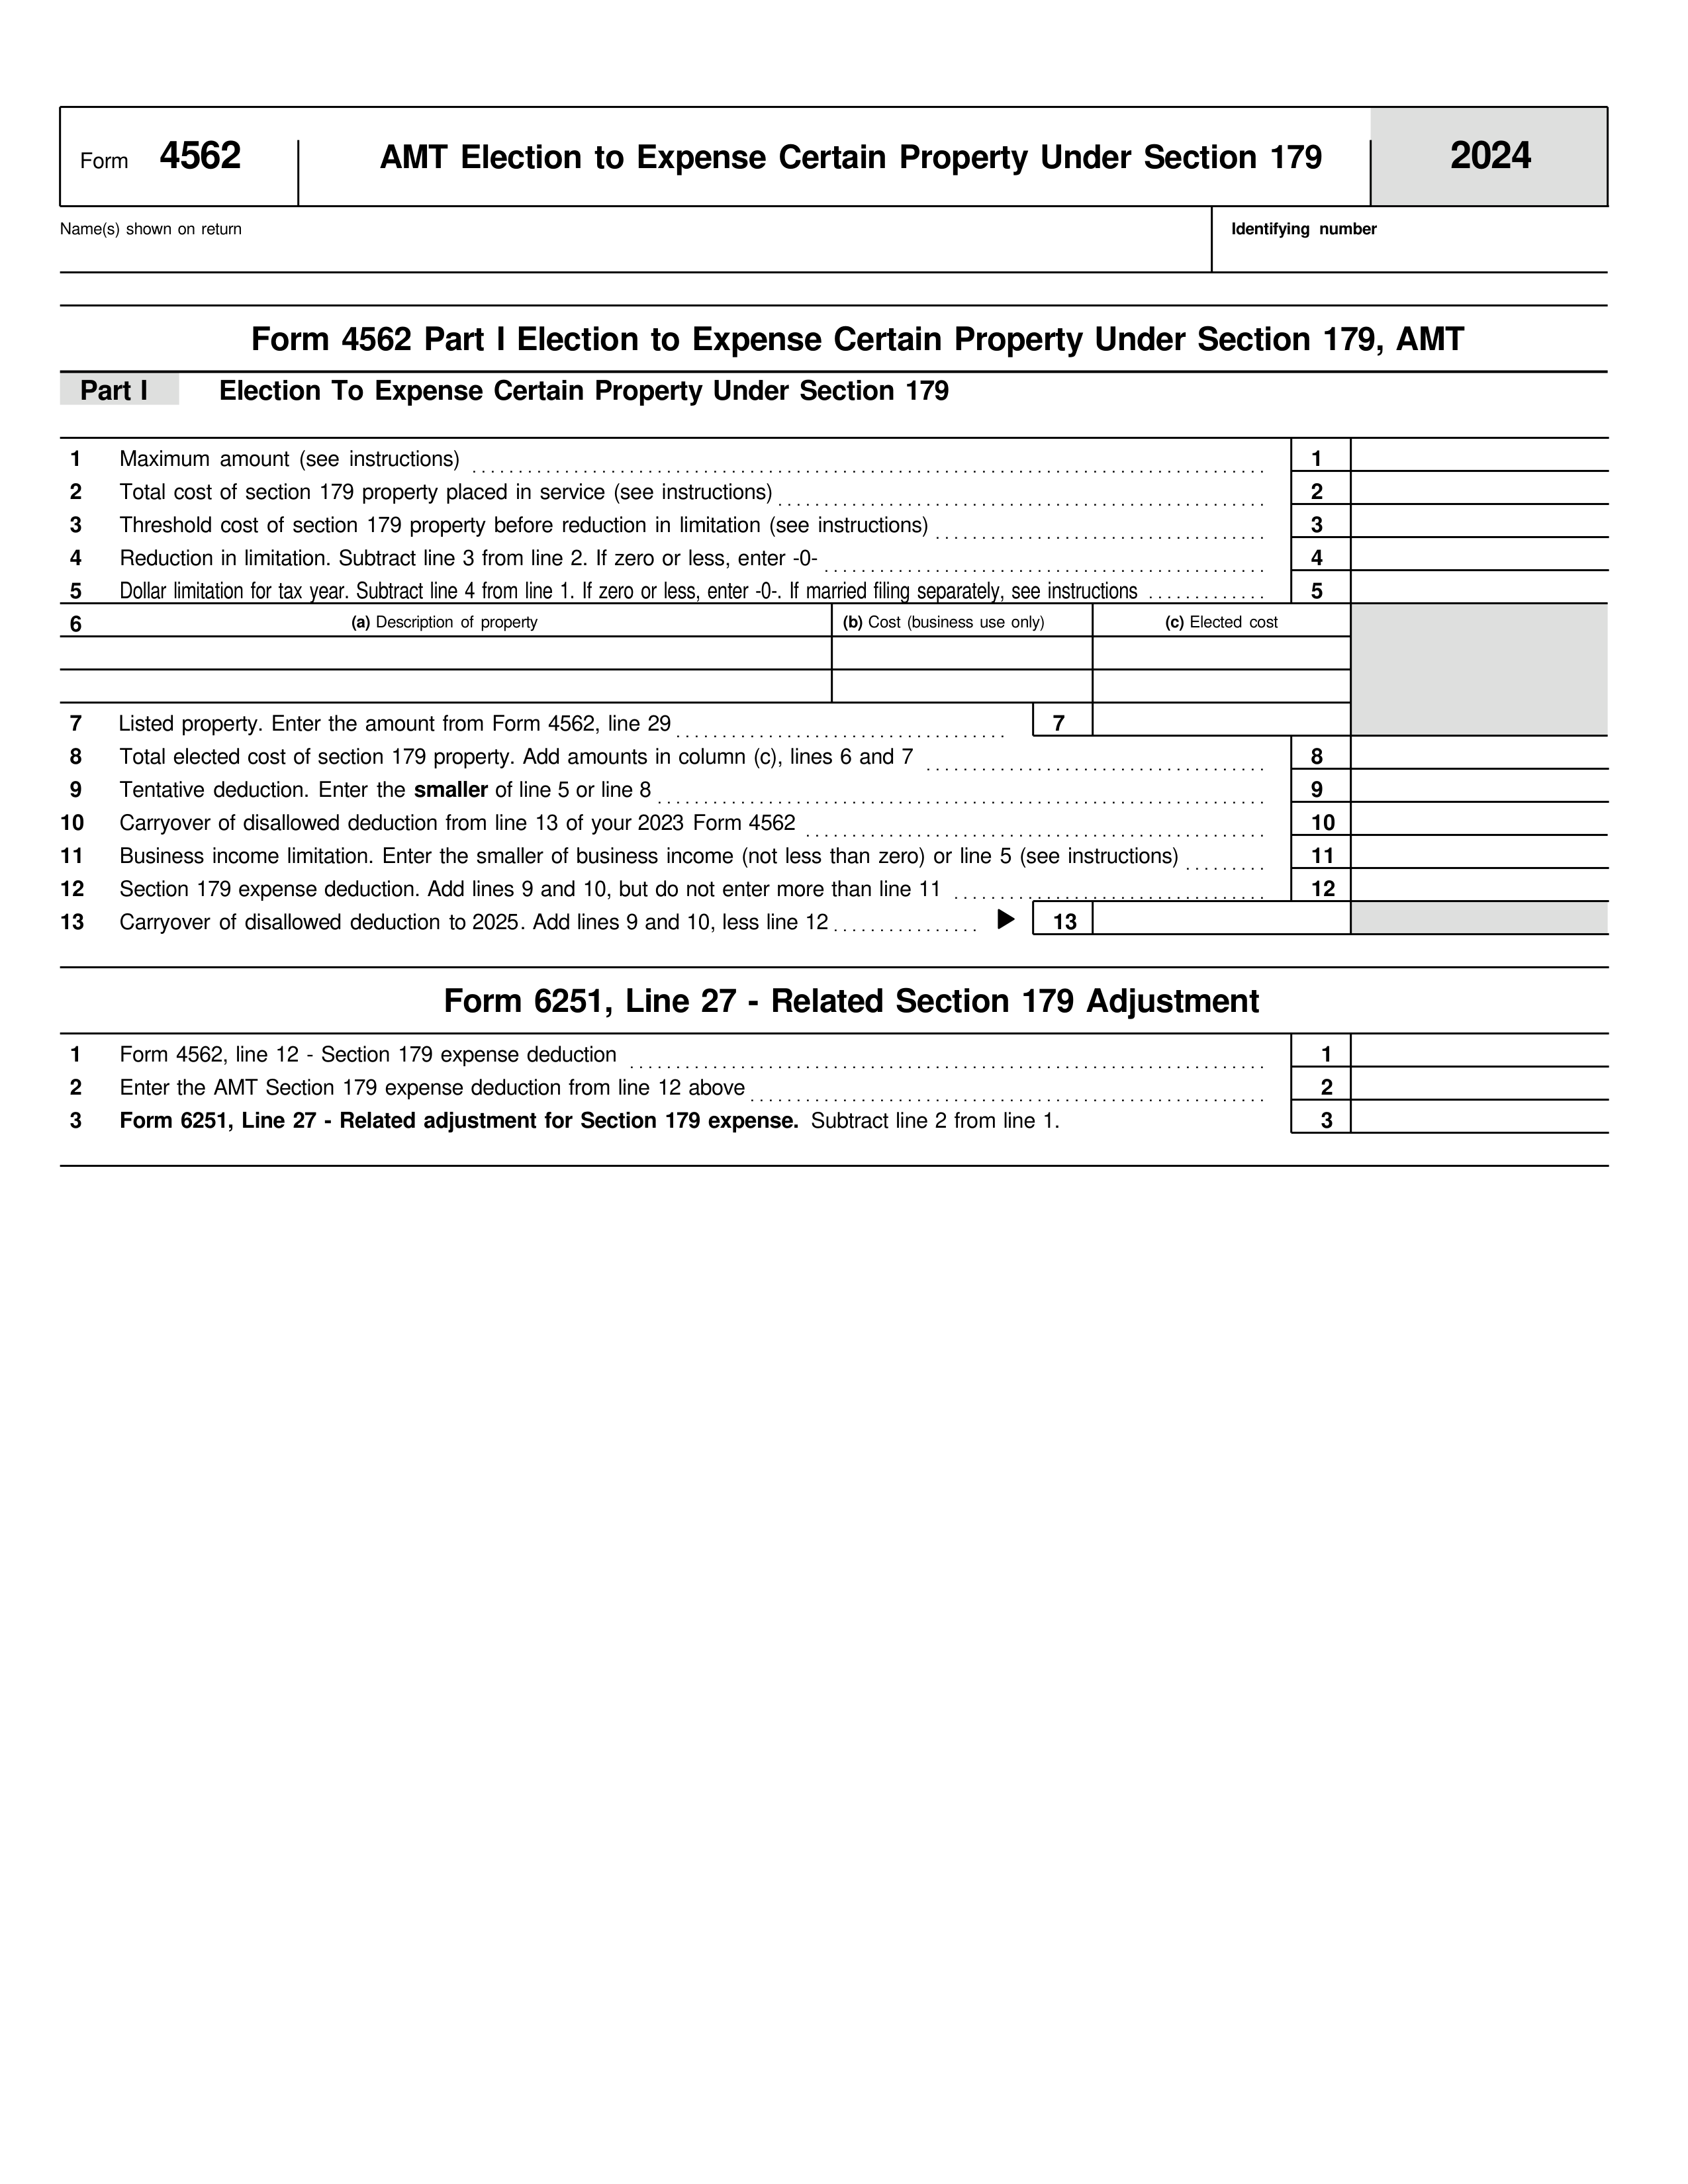 Form 4562 AMT Election to Expense Certain Property Under Section 179 2024
Name(s) shown on return Identifying number
Form 4562 Part I Election to Expense Certain Property Under Section 179, AMT
Part I Election To Expense Certain Property Under Section 179
1 Maximum amount (see instructions) 1
2 Total cost of section 179 property placed in service (see instructions) 2
3 Threshold cost of section 179 property before reduction in limitation (see instructions) 3
4 Reduction in limitation. Subtract line 3 from line 2. If zero or less, enter -0- 4
5 Dollar limitation for tax year. Subtract line 4 from line 1. If zero or less, enter -0-. If married filing separately, see instructions 5
6 (a) Description of property (b) Cost (business use only) (c) Elected cost
7 Listed property. Enter the amount from Form 4562, line 29 7
8 Total elected cost of section 179 property. Add amounts in column (c), lines 6 and 7 8
9 Tentative deduction. Enter the smaller of line 5 or line 8 9
10 Carryover of disallowed deduction from line 13 of your 2023 Form 4562 10
11 Business income limitation. Enter the smaller of business income (not less than zero) or line 5 (see instructions) 11
12 Section 179 expense deduction. Add lines 9 and 10, but do not enter more than line 11 12
13 Carryover of disallowed deduction to 2025. Add lines 9 and 10, less line 12 ▶ 13
Form 6251, Line 27 - Related Section 179 Adjustment
1 Form 4562, line 12 - Section 179 expense deduction 1
2 Enter the AMT Section 179 expense deduction from line 12 above 2
3 Form 6251, Line 27 - Related adjustment for Section 179 expense. Subtract line 2 from line 1. 3